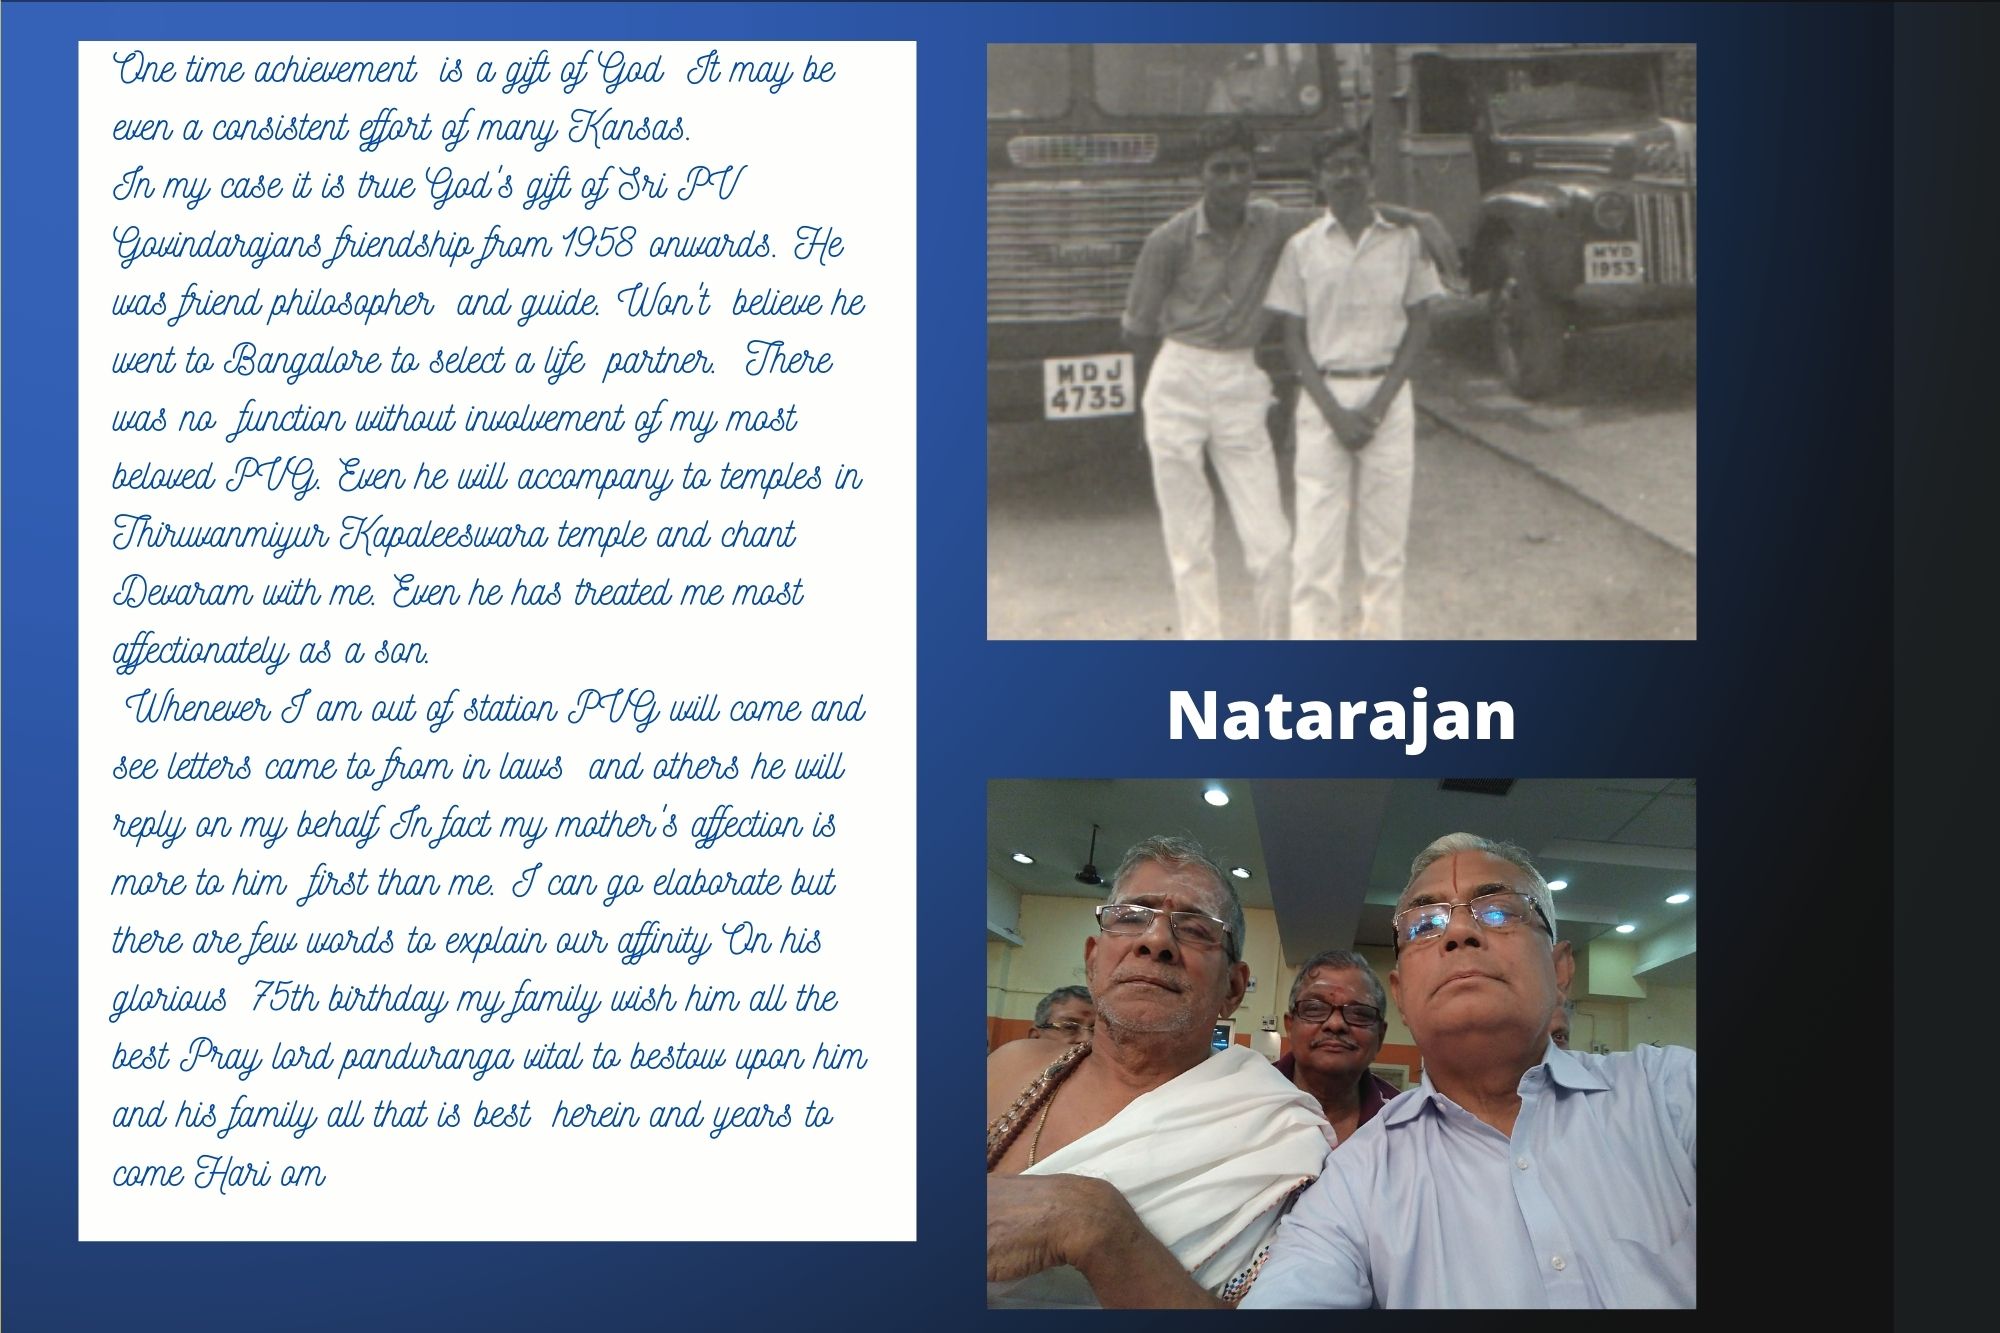 One time achievement is a gift of God It may be
even a consistent effort of many Kansas.
In my case it is true God's gift of Sri PV
Govindarajans friendship from 1958 onwards. He
was friend philosopher and guide. Won't believe he
went to Bangalore to select a life partner. There
was no function without involvement of my most
beloved PVG. Even he will accompany to temples in
Thiruvanmiyur Kapaleeswara temple and chant
Devaram with me. Even he has treated me most
affectionately as a son.
Whenever I am out of station PVG will come and
see letters came to from in laws and others he will
reply on my behalf In fact my mother's affection is
more to him first than me. I can go elaborate but
there are few words to explain our affinity On his
glorious 75th birthday my family wish him all the
best Pray lord panduranga vital to bestow upon him
and his family all that is best herein and years to
come Hari om
MYD
1953
MDJ
4735
Natarajan